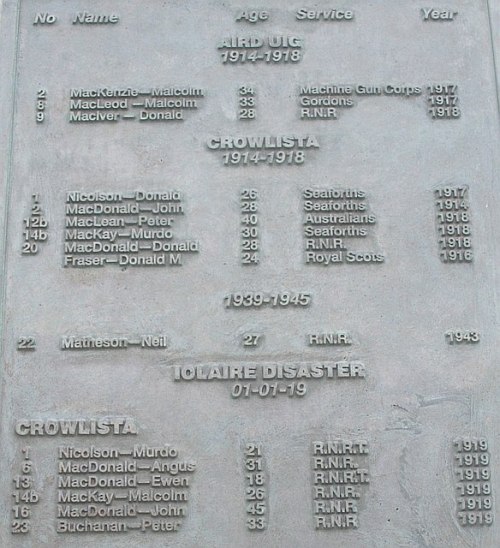 No Name Age Service Year
AIRD UIG
1914-1918
2 MacKenzie—Malcolm 34 Machine Gun Corps 1917
8 MacLeod—Malcolm 33 Gordons 1917
9 MacIver—Donald 28 R.N.R 1918
CROWLISTA
1914-1918
1 Nicolson—Donald 26 Seaforths 1917
2 MacDonald—John 28 Seaforths 1914
12b MacLean—Peter 40 Australians 1918
14b MacKay—Murdo 30 Seaforths 1918
20 MacDonald—Donald 28 R.N.R. 1918
Fraser—Donald M 24 Royal Scots 1916
1939-1945
22 Matheson—Neil 27 R.N.R. 1943
IOLAIRE DISASTER
01-01-19
CROWLISTA
1 Nicolson—Murdo 21 R.N.R.T. 1919
6 MacDonald—Angus 31 R.N.R. 1919
13 MacDonald—Ewen 18 R.N.R.T. 1919
14b MacKay—Malcolm 26 R.N.R. 1919
16 MacDonald—John 45 R.N.R 1919
23 Buchanan—Peter 33 R.N.R 1919